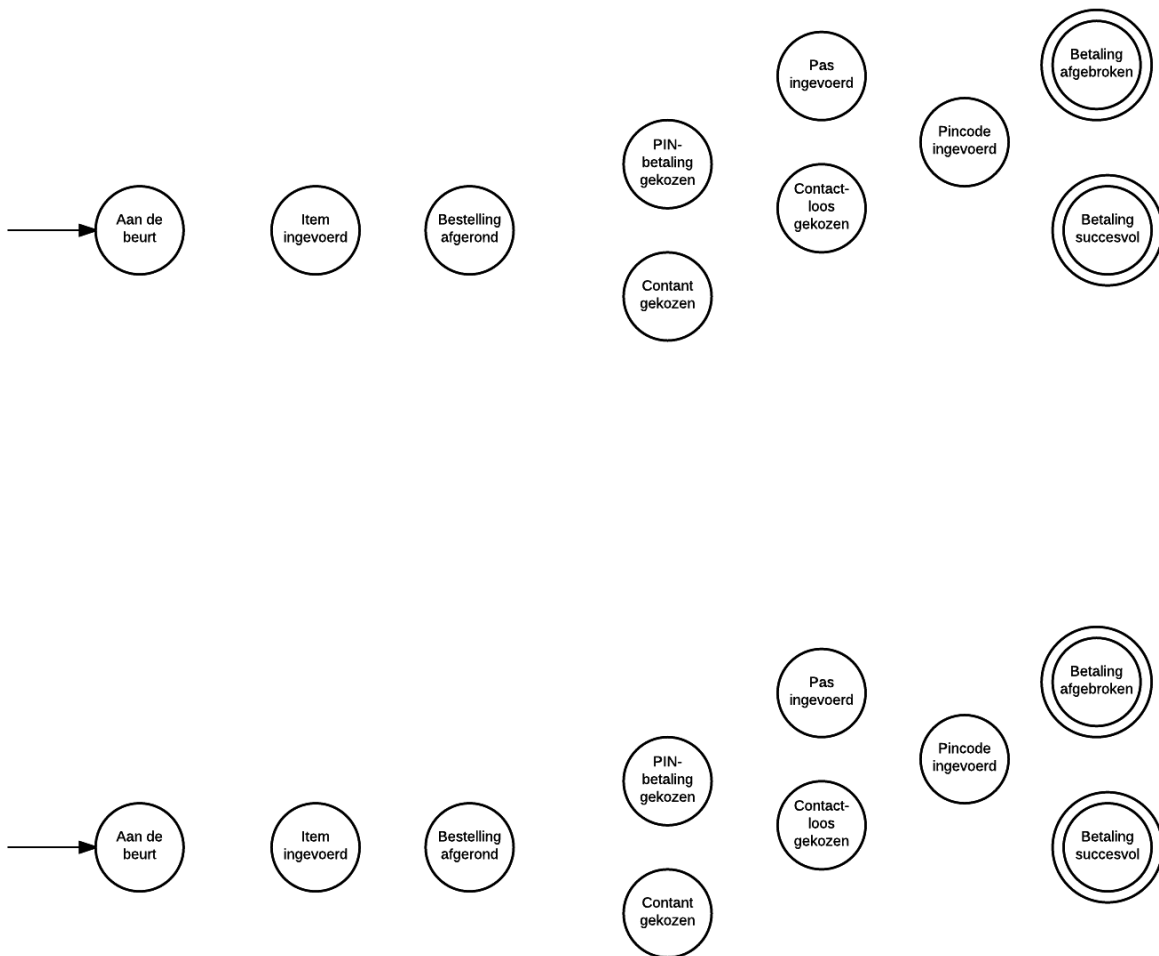 Betaling
afgebroken
Pas
ingevoerd
Pincode
ingevoerd
PIN-
betaling
gekozen
Contact-
loos
gekozen
Aan de
beurt
Item
ingevoerd
Bestelling
afgerond
Betaling
succesvol
Contant
gekozen
Betaling
afgebroken
Pas
ingevoerd
Pincode
ingevoerd
PIN-
betaling
gekozen
Contact-
loos
gekozen
Aan de
beurt
Item
ingevoerd
Bestelling
afgerond
Betaling
succesvol
Contant
gekozen